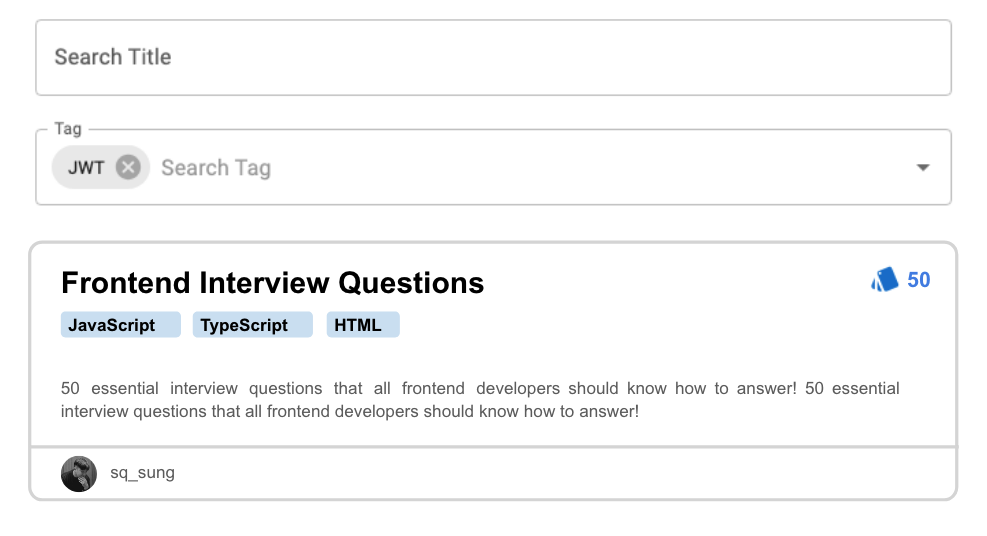 Search Title
Tag
JWT Search Tag
Frontend Interview Questions 50
JavaScript TypeScript HTML
50 essential interview questions that all frontend developers should know how to answer! 50 essential
interview questions that all frontend developers should know how to answer!
sq_sung